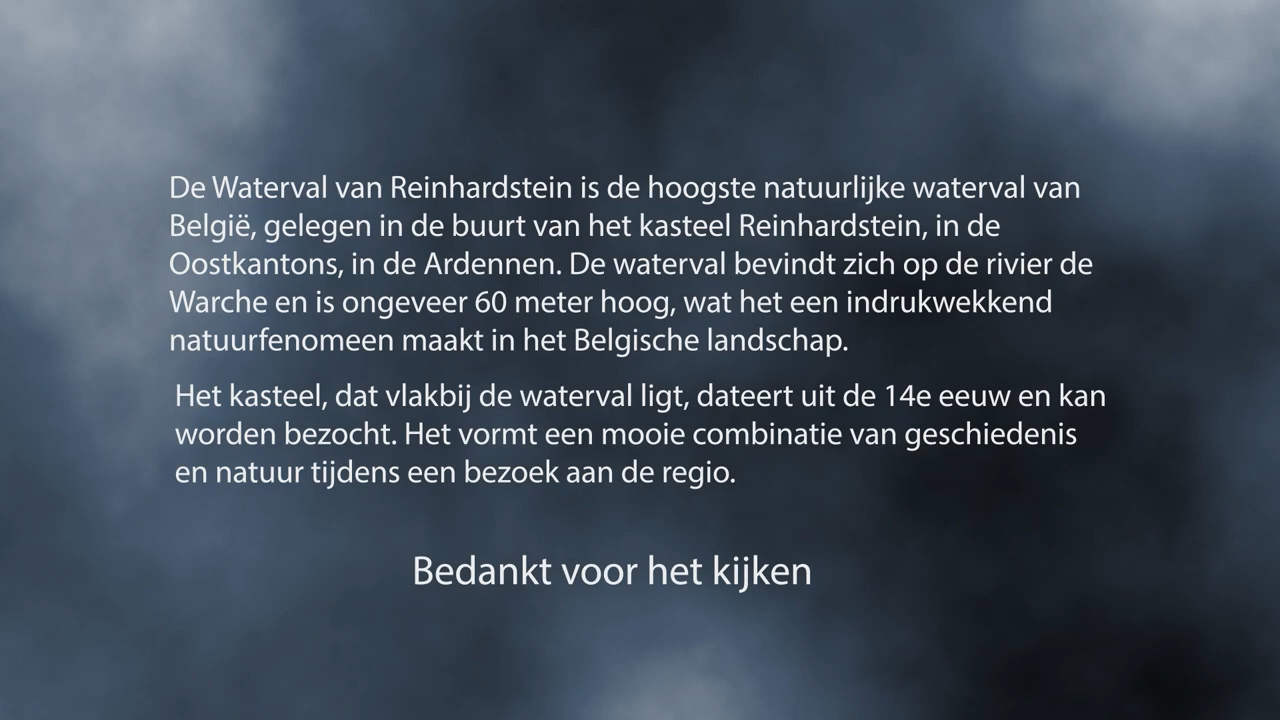 De Waterval van Reinhardstein is de hoogste natuurlijke waterval van
België, gelegen in de buurt van het kasteel Reinhardstein, in de
Oostkantons, in de Ardennen. De waterval bevindt zich op de rivier de
Warche en is ongeveer 60 meter hoog, wat het een indrukwekkend
natuurfenomeen maakt in het Belgische landschap.
Het kasteel, dat vlakbij de waterval ligt, dateert uit de 14e eeuw en kan
worden bezocht. Het vormt een mooie combinatie van geschiedenis
en natuur tijdens een bezoek aan de regio.
Bedankt voor het kijken